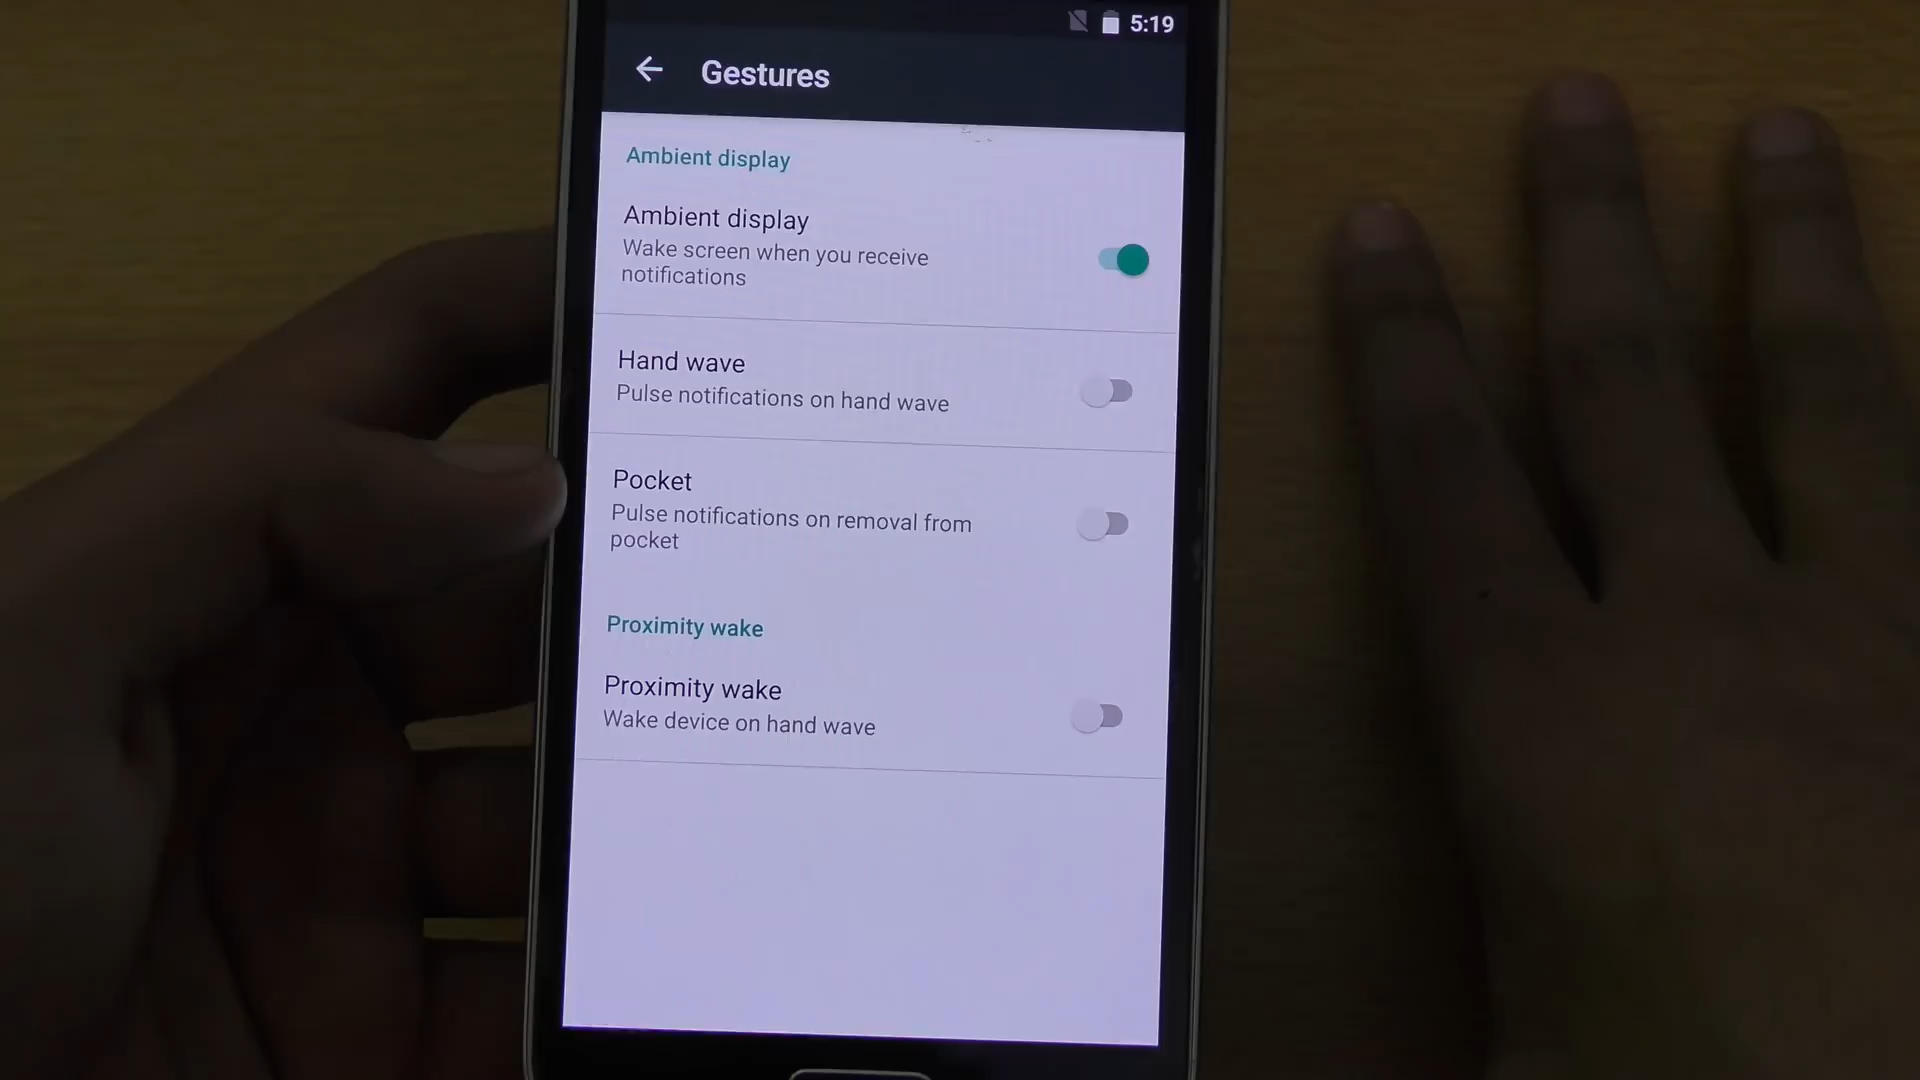 5:19
Gestures
Ambient display
Ambient display
Wake screen when you receive
notifications
Hand wave
Pulse notifications on hand wave
Pocket
Pulse notifications on removal from
pocket
Proximity wake
Proximity wake
Wake device on hand wave